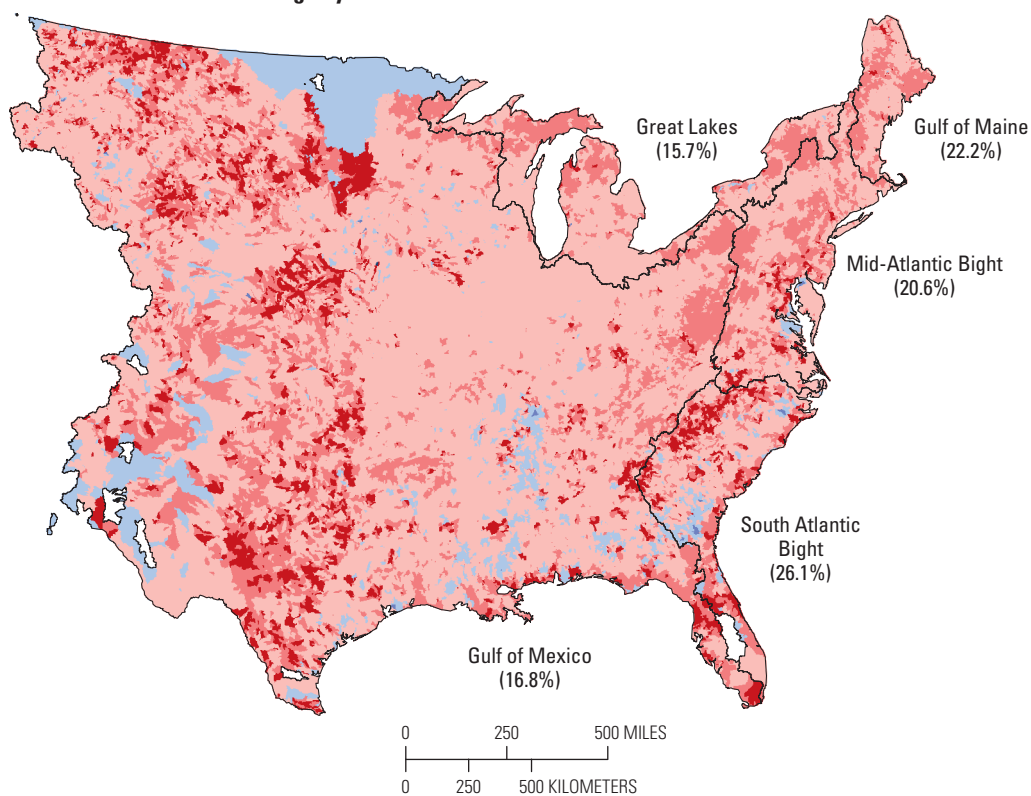 Great Lakes
(15.7%)
Gulf of Maine
(22.2%)
Mid-Atlantic Bight
(20.6%)
South Atlantic
Bight
(26.1%)
Gulf of Mexico
(16.8%)
0 250 500 MILES
0 250 500 KILOMETERS